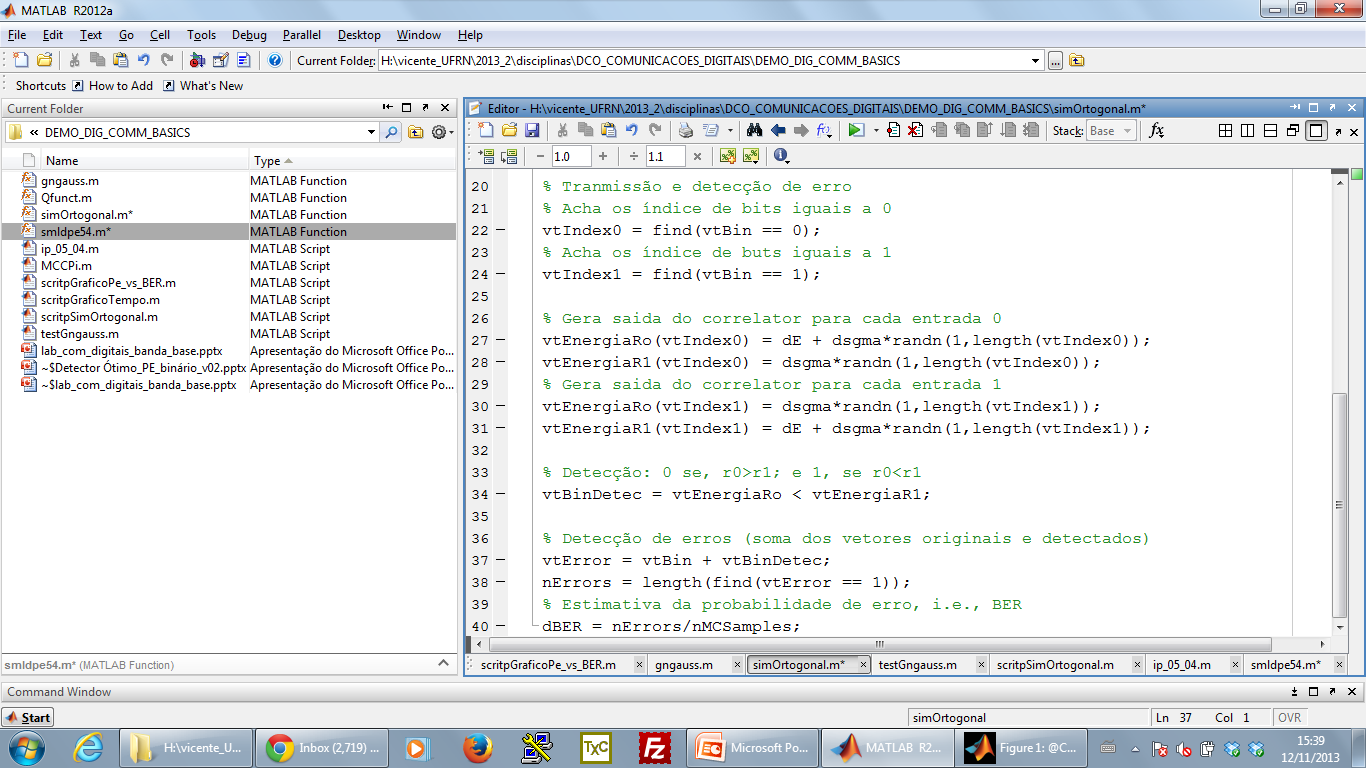 MATLAB R2012a
File Edit Text Go Cell Tools Debug Parallel Desktop Window Help
Current Folder: H:\vicente_UFRN\2013_2\disciplinas\DCO_COMUNICACOES_DIGITAIS\DEMO_DIG_COMM_BASICS
Shortcuts How to Add What's New
Current Folder
« DEMO_DIG_COMM_BASICS
Name Type
gngauss.m MATLAB Function
Qfunct.m MATLAB Function
simOrtogonal.m* MATLAB Function
smldpe54.m* MATLAB Function
ip_05_04.m MATLAB Script
MCCPi.m MATLAB Script
scritpGraficoPe_vs_BER.m MATLAB Script
scritpGraficoTempo.m MATLAB Script
scritpSimOrtogonal.m MATLAB Script
testGngauss.m MATLAB Script
lab_com_digitais_banda_base.pptx Apresentação do Microsoft Office Po...
~$Detector Ótimo_PE_binário_v02.pptx Apresentação do Microsoft Office Po...
~$lab_com_digitais_banda_base.pptx Apresentação do Microsoft Office Po...
smldpe54.m* (MATLAB Function)
Editor - H:\vicente_UFRN\2013_2\disciplinas\DCO_COMUNICACOES_DIGITAIS\DEMO_DIG_COMM_BASICS\simOrtogonal.m*
Stack: Base fx
− 1.0 + ÷ 1.1 ×
20 % Tranmissão e detecção de erro
21 % Acha os índice de bits iguais a 0
22 − vtIndex0 = find(vtBin == 0);
23 % Acha os índice de buts iguais a 1
24 − vtIndex1 = find(vtBin == 1);
25
26 % Gera saida do correlator para cada entrada 0
27 − vtEnergiaRo(vtIndex0) = dE + dsgma*randn(1,length(vtIndex0));
28 − vtEnergiaR1(vtIndex0) = dsgma*randn(1,length(vtIndex0));
29 % Gera saida do correlator para cada entrada 1
30 − vtEnergiaRo(vtIndex1) = dsgma*randn(1,length(vtIndex1));
31 − vtEnergiaR1(vtIndex1) = dE + dsgma*randn(1,length(vtIndex1));
32
33 % Detecção: 0 se, r0>r1; e 1, se r0<r1
34 − vtBinDetec = vtEnergiaRo < vtEnergiaR1;
35
36 % Detecção de erros (soma dos vetores originais e detectados)
37 − vtError = vtBin + vtBinDetec;
38 − nErrors = length(find(vtError == 1));
39 % Estimativa da probabilidade de erro, i.e., BER
40 − dBER = nErrors/nMCSamples;
scritpGraficoPe_vs_BER.m gngauss.m simOrtogonal.m* testGngauss.m scritpSimOrtogonal.m ip_05_04.m smldpe54.m*
Command Window
Start simOrtogonal Ln 37 Col 1 OVR
H:\vicente_U... Inbox (2,719) ... TxC Fz Microsoft Po... MATLAB R2... Figure 1: @C...
15:39
12/11/2013